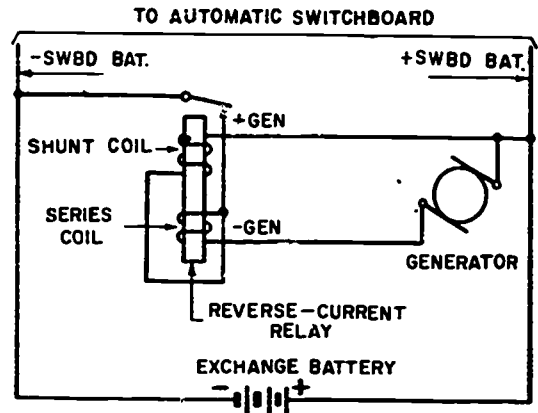 TO AUTOMATIC SWITCHBOARD
-SWBD BAT.
+SWBD BAT.
+GEN
SHUNT COIL
SERIES
COIL
-GEN
GENERATOR
REVERSE-CURRENT
RELAY
EXCHANGE BATTERY
- +